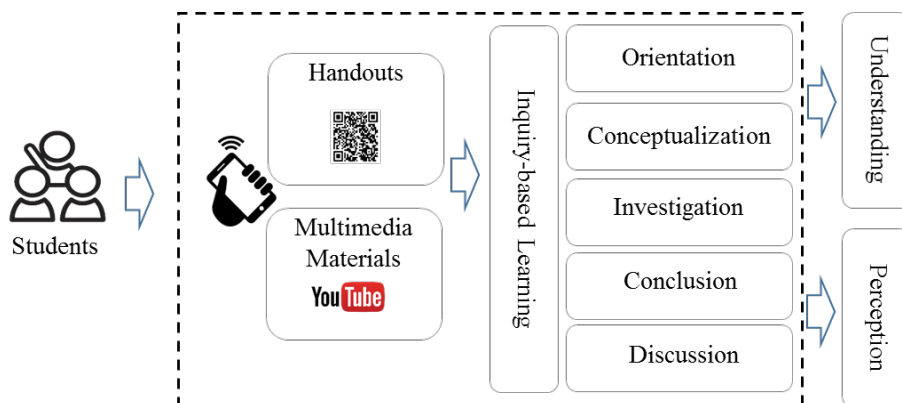 Students
Handouts
Multimedia
Materials
YouTube
Inquiry-based Learning
Orientation
Conceptualization
Investigation
Conclusion
Discussion
Understanding
Perception